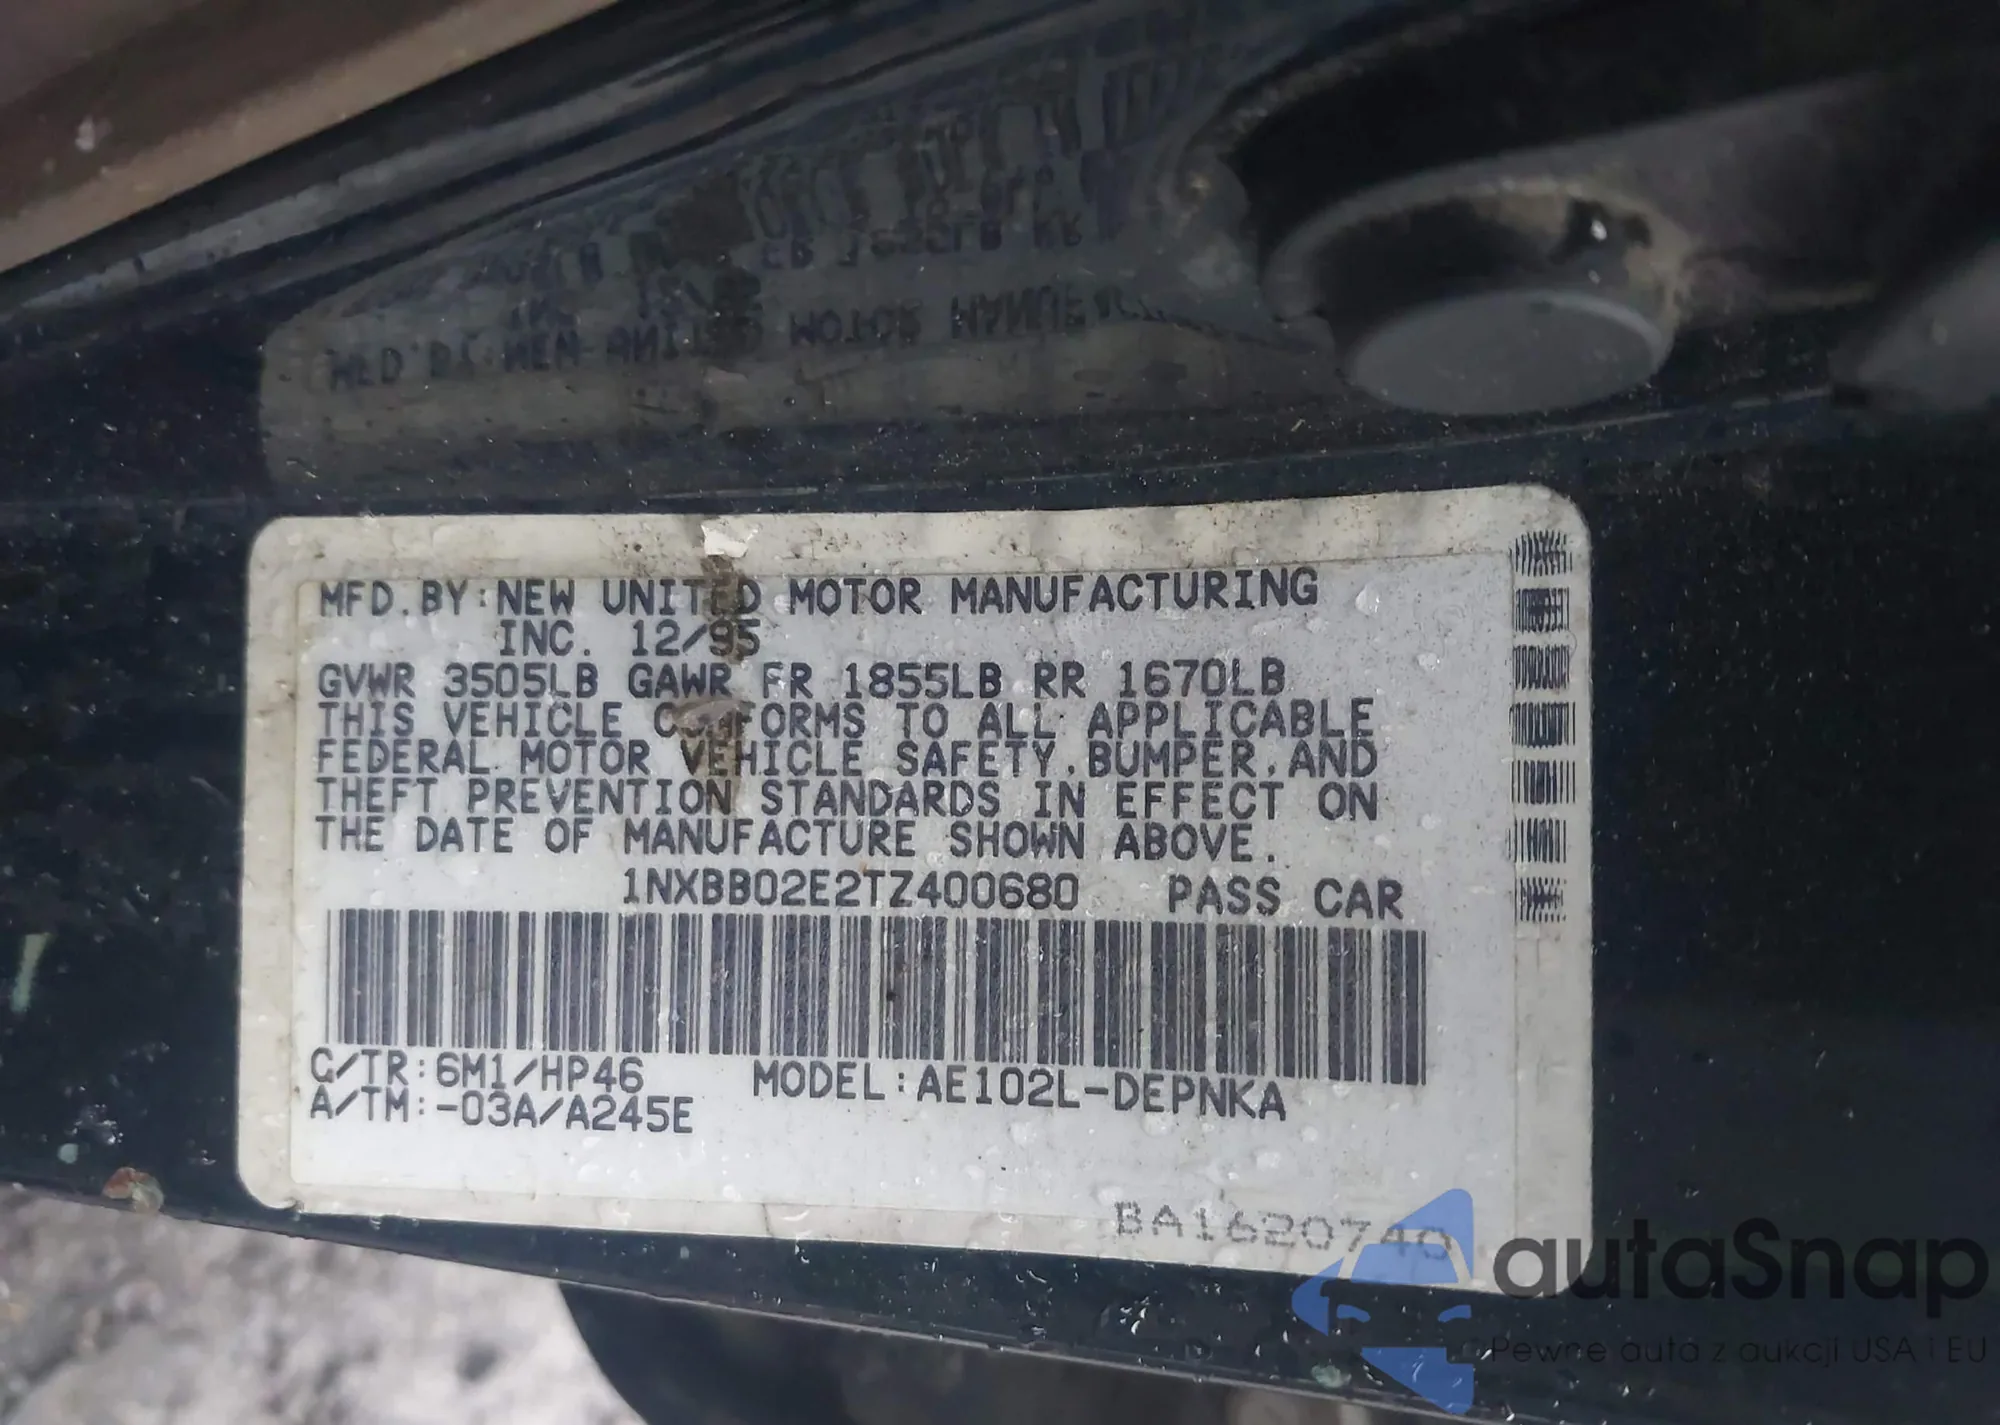 MFD.BY:NEW UNITED MOTOR MANUFACTURING
INC. 12/95
GVWR 3505LB GAWR FR 1855LB RR 1670LB
THIS VEHICLE CONFORMS TO ALL APPLICABLE
FEDERAL MOTOR VEHICLE SAFETY,BUMPER,AND
THEFT PREVENTION STANDARDS IN EFFECT ON
THE DATE OF MANUFACTURE SHOWN ABOVE.
1NXBB02E2TZ400680 PASS CAR
C/TR:6M1/HP46 MODEL:AE102L-DEPNKA
A/TM:-03A/A245E
BA1620740
autaSnap
Pewne auta z aukcji USA i EU